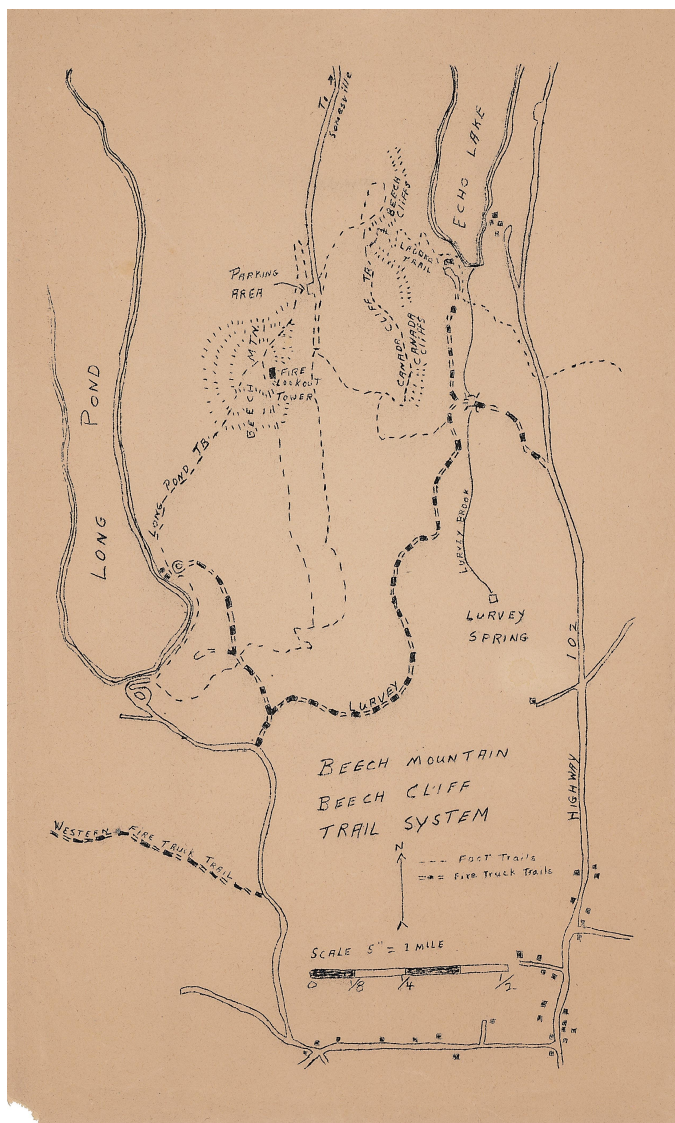 To
Somesville
ECHO LAKE
BEECH
CLIFFS
LADDER
TRAIL
PARKING
AREA
CANADA CLIFF TR
CANADA
CLIFFS
BEECH MTN
FIRE
LOOKOUT
TOWER
LONG POND
LONG POND TR
LURVEY BROOK
LURVEY
SPRING
LURVEY
HIGHWAY 102
BEECH MOUNTAIN
BEECH CLIFF
TRAIL SYSTEM
WESTERN FIRE TRUCK TRAIL
N
Foot Trails
Fire Truck Trails
SCALE 5" = 1 MILE
0 1/8 1/4 1/2